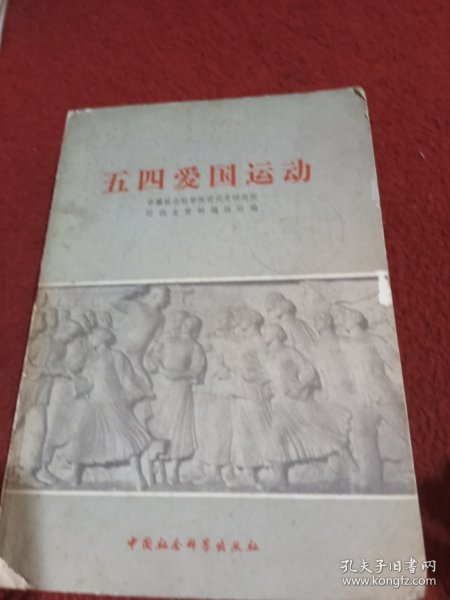 五四爱国运动
中国社会科学院近代史研究所
近代史资料编辑组编
中国社会科学出版社
孔夫子旧书网
www.kongfz.com